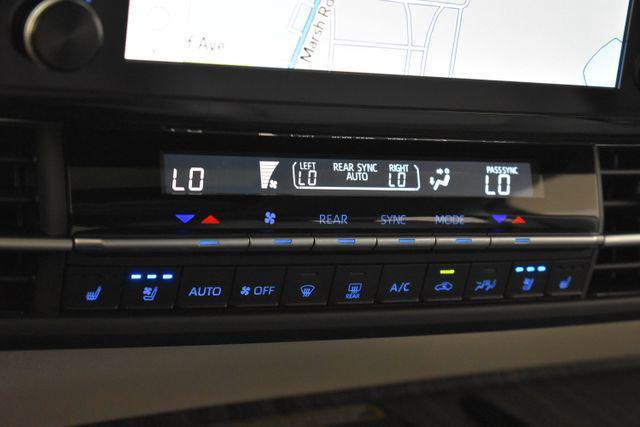 f Ave
Marsh Ro
LO
LEFT
LO
REAR SYNC
AUTO
RIGHT
LO
PASS SYNC
LO
REAR
SYNC
MODE
AUTO
OFF
REAR
A/C